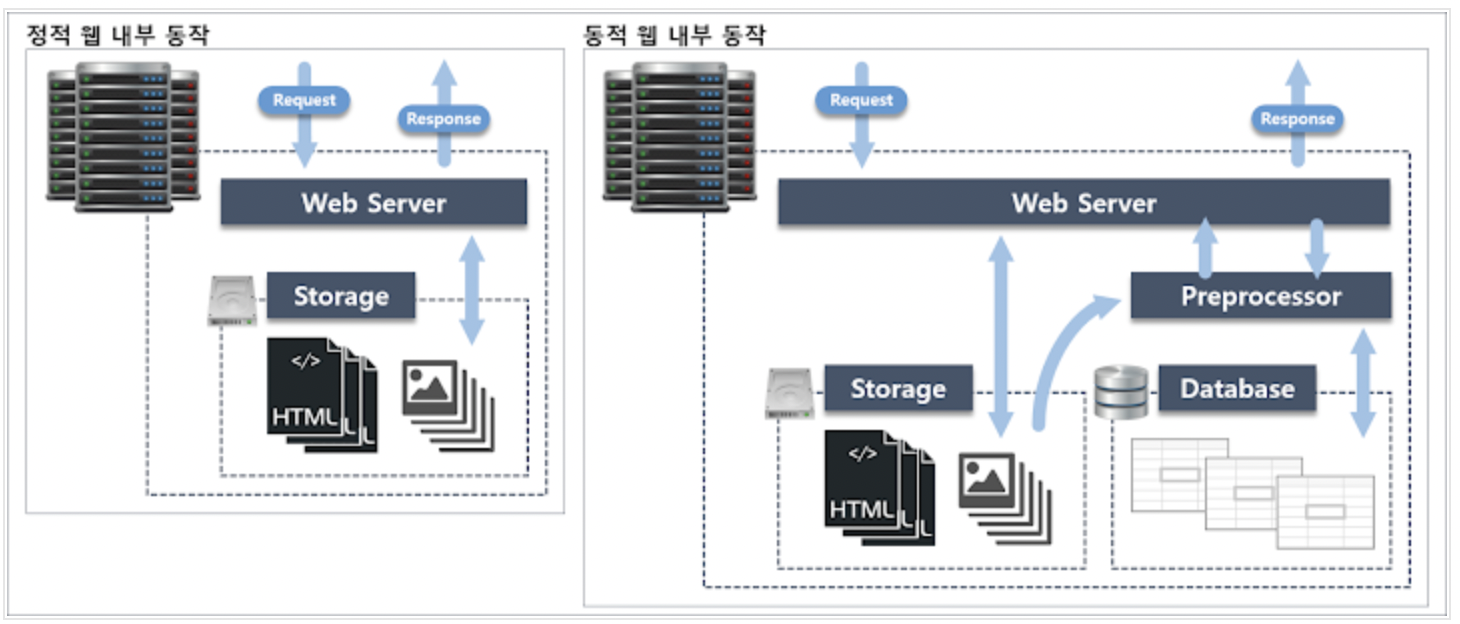 정적 웹 내부 동작
Request
Response
Web Server
Storage
</>
HTML
동적 웹 내부 동작
Request
Response
Web Server
Preprocessor
Storage
Database
</>
HTML